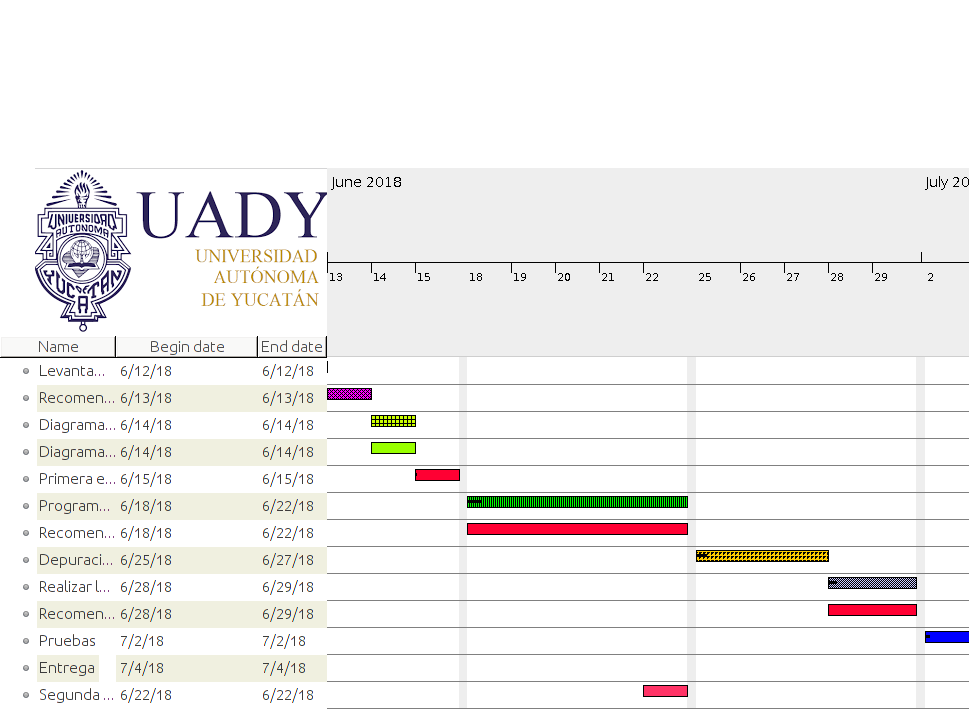 June 2018 July 20
UNIVERSIDAD
AUTONOMA
YUCATÁN
UADY
UNIVERSIDAD
AUTÓNOMA
DE YUCATÁN
13 14 15 18 19 20 21 22 25 26 27 28 29 2
Name Begin date End date
Levanta... 6/12/18 6/12/18
Recomen... 6/13/18 6/13/18
Diagrama... 6/14/18 6/14/18
Diagrama... 6/14/18 6/14/18
Primera e... 6/15/18 6/15/18
Program... 6/18/18 6/22/18
Recomen... 6/18/18 6/22/18
Depuraci... 6/25/18 6/27/18
Realizar l... 6/28/18 6/29/18
Recomen... 6/28/18 6/29/18
Pruebas 7/2/18 7/2/18
Entrega 7/4/18 7/4/18
Segunda ... 6/22/18 6/22/18